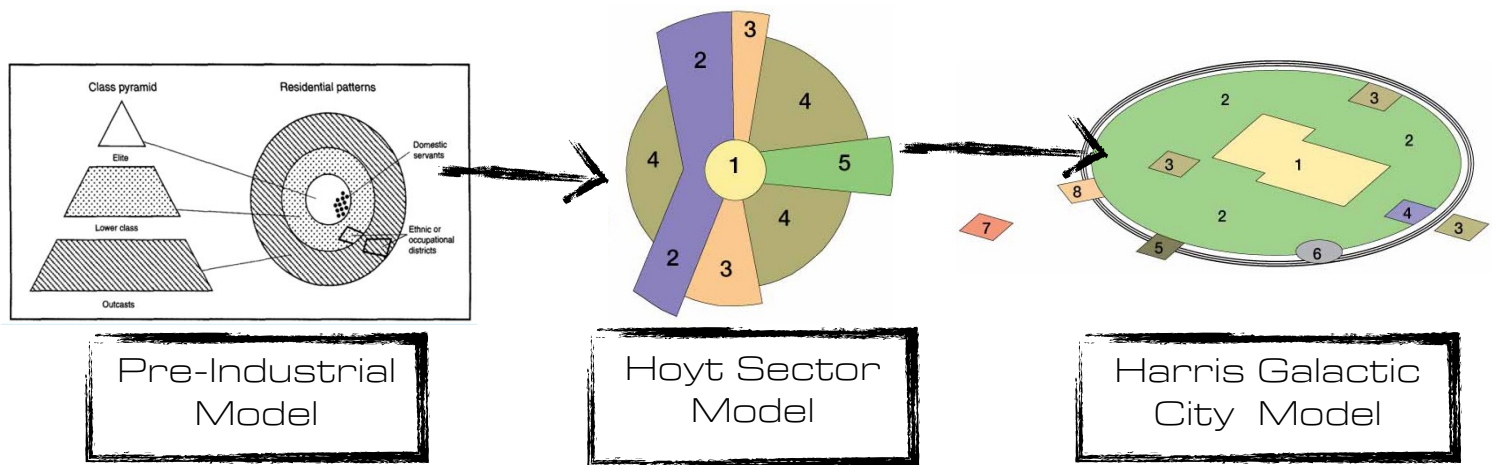 Class pyramid
Residential patterns
Elite
Lower class
Outcasts
Domestic
servants
Ethnic or
occupational
districts
2
3
4
4
1
5
4
2
3
2
3
2
3
1
8
2
4
7
3
5
6
Pre-Industrial
Model
Hoyt Sector
Model
Harris Galactic
City Model